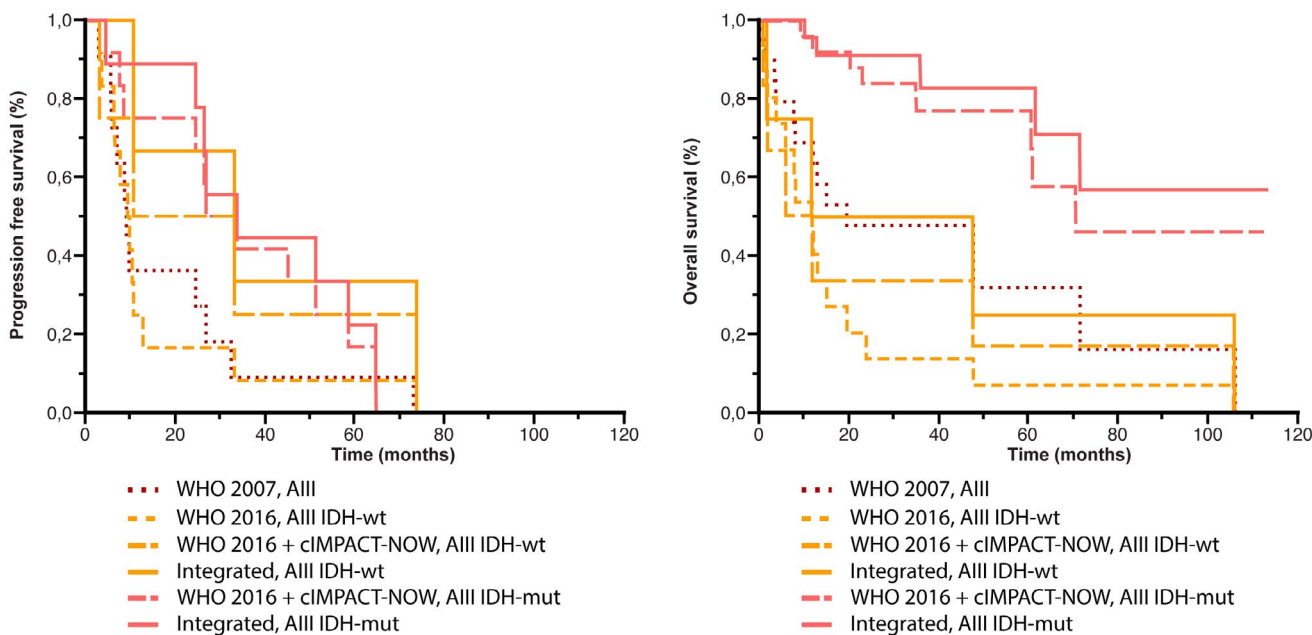 Progression free survival (%)
1,0
0,8
0,6
0,4
0,2
0,0
0 20 40 60 80 100 120
Time (months)
WHO 2007, AIII
WHO 2016, AIII IDH-wt
WHO 2016 + cIMPACT-NOW, AIII IDH-wt
Integrated, AIII IDH-wt
WHO 2016 + cIMPACT-NOW, AIII IDH-mut
Integrated, AIII IDH-mut
Overall survival (%)
1,0
0,8
0,6
0,4
0,2
0,0
0 20 40 60 80 100 120
Time (months)
WHO 2007, AIII
WHO 2016, AIII IDH-wt
WHO 2016 + cIMPACT-NOW, AIII IDH-wt
Integrated, AIII IDH-wt
WHO 2016 + cIMPACT-NOW, AIII IDH-mut
Integrated, AIII IDH-mut